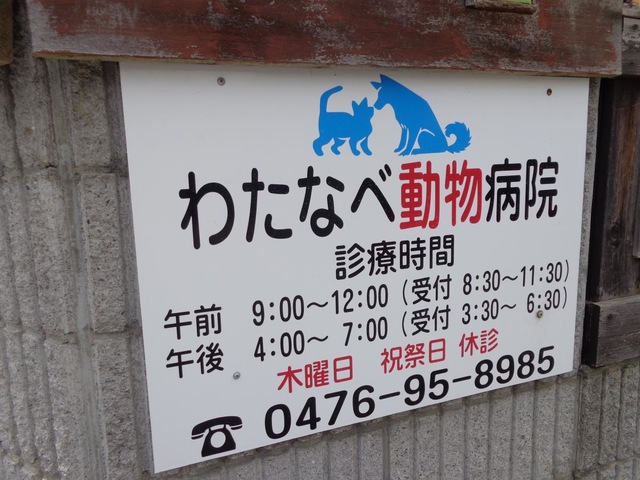 わたなべ動物病院
診療時間
午前 9:00～12:00 (受付 8:30～11:30)
午後 4:00～ 7:00 (受付 3:30～ 6:30)
木曜日 祝祭日 休診
☎ 0476-95-8985